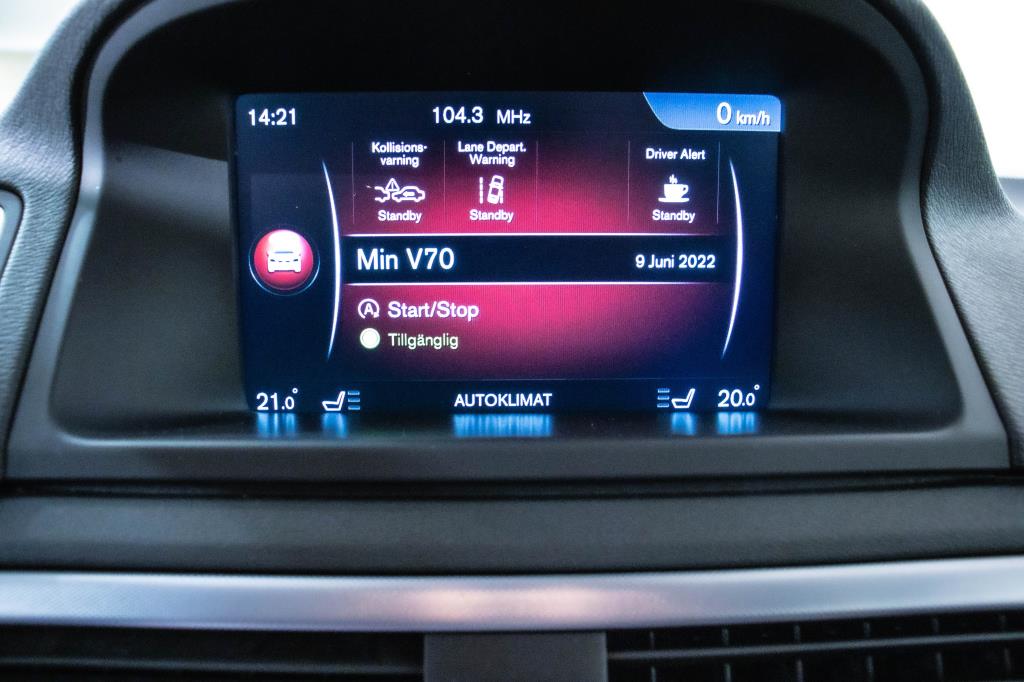 14:21 104.3 MHz 0 km/h
Kollisions-
varning
Lane Depart.
Warning
Driver Alert
Standby
Standby
Standby
Min V70 9 Juni 2022
A Start/Stop
Tillgänglig
21.0° AUTOKLIMAT 20.0°